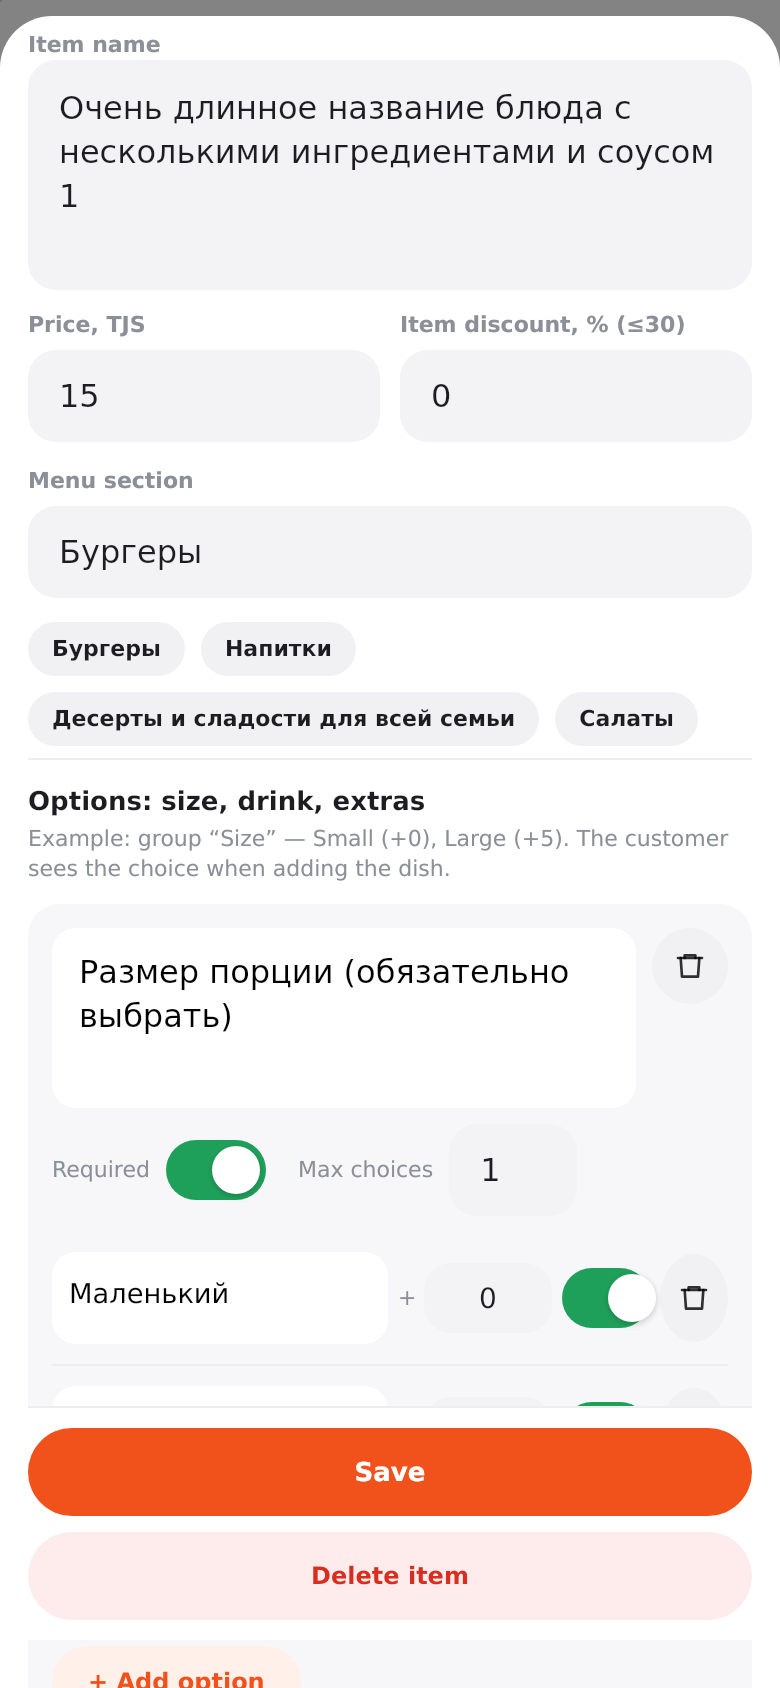 Item name
Очень длинное название блюда с
несколькими ингредиентами и соусом
1
Price, TJS
Item discount, % (≤30)
15
0
Menu section
Бургеры
Бургеры
Напитки
Десерты и сладости для всей семьи
Салаты
Options: size, drink, extras
Example: group “Size” — Small (+0), Large (+5). The customer
sees the choice when adding the dish.
Размер порции (обязательно
выбрать)
Required
Max choices
1
Маленький
+
0
Save
Delete item
+ Add option